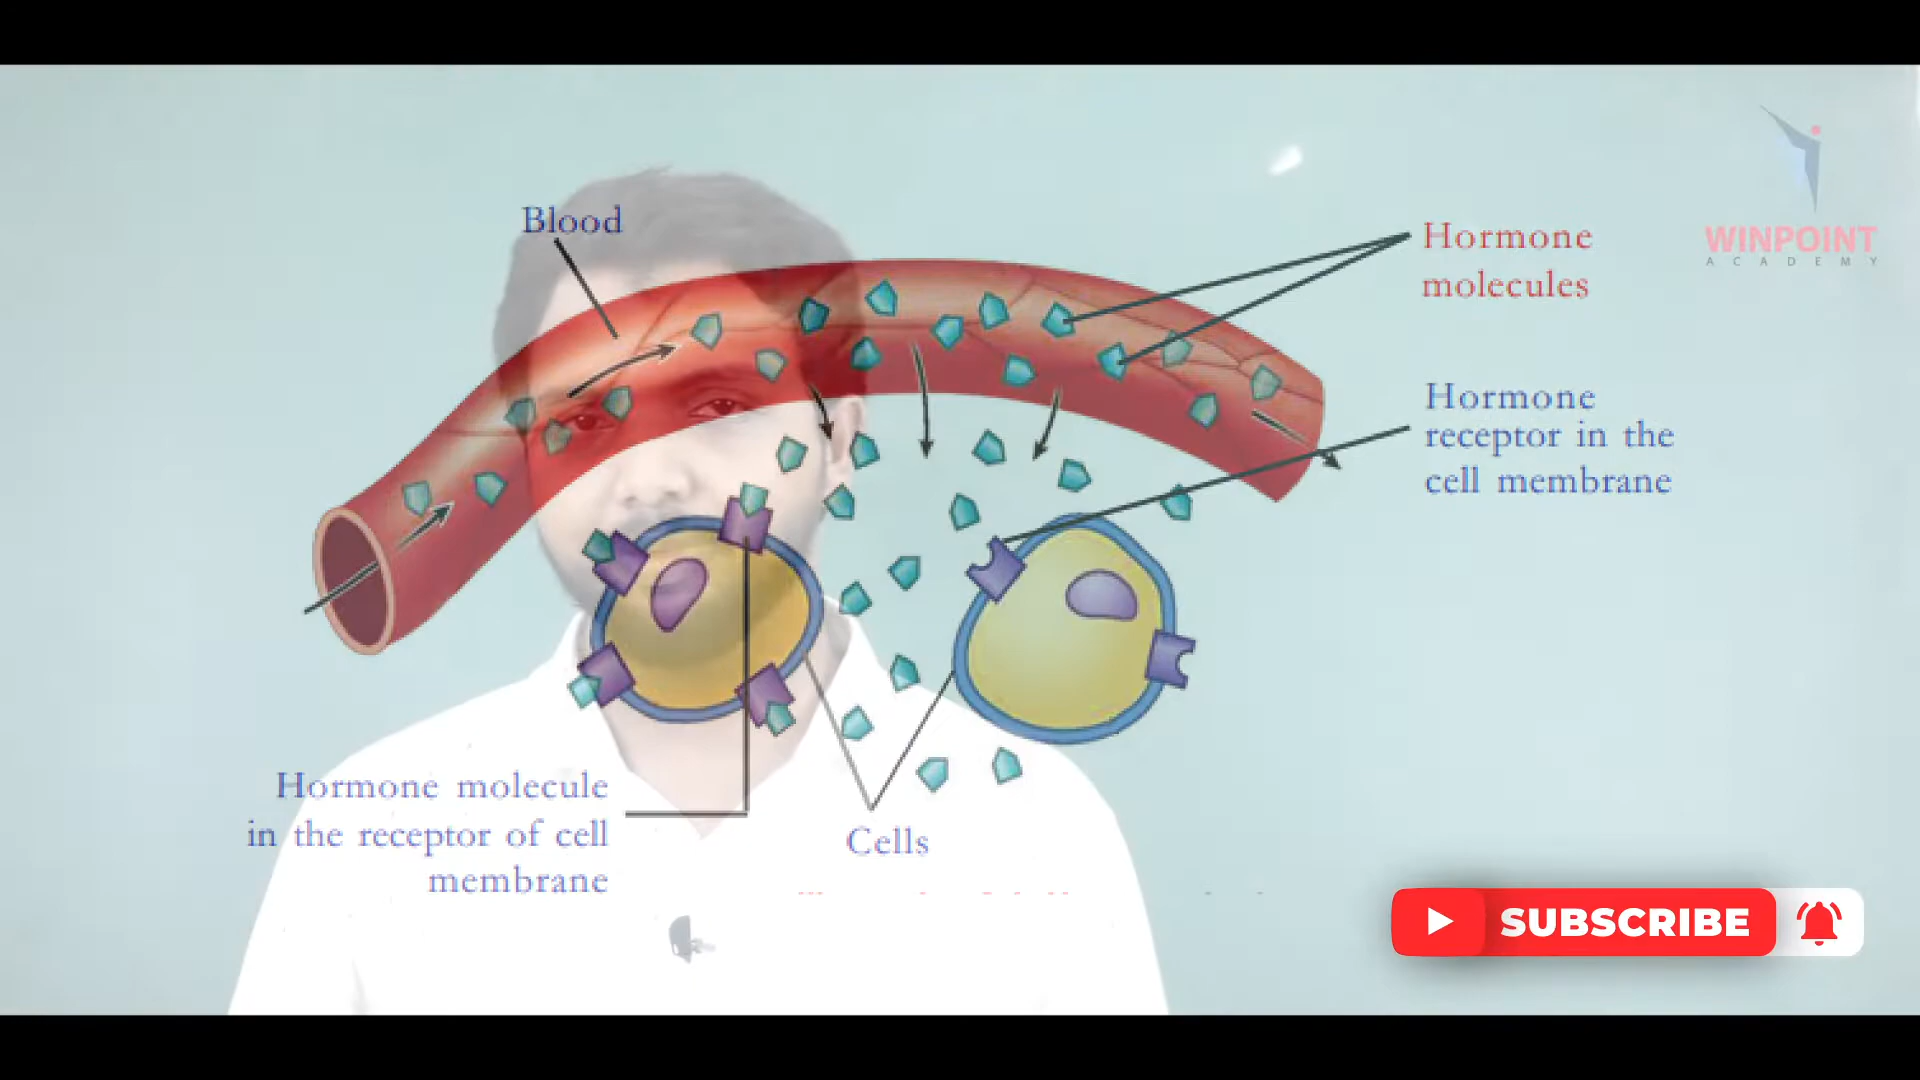 Blood
Hormone
molecules
WINPOINT
ACADEMY
Hormone
receptor in the
cell membrane
Hormone molecule
in the receptor of cell
membrane
Cells
SUBSCRIBE